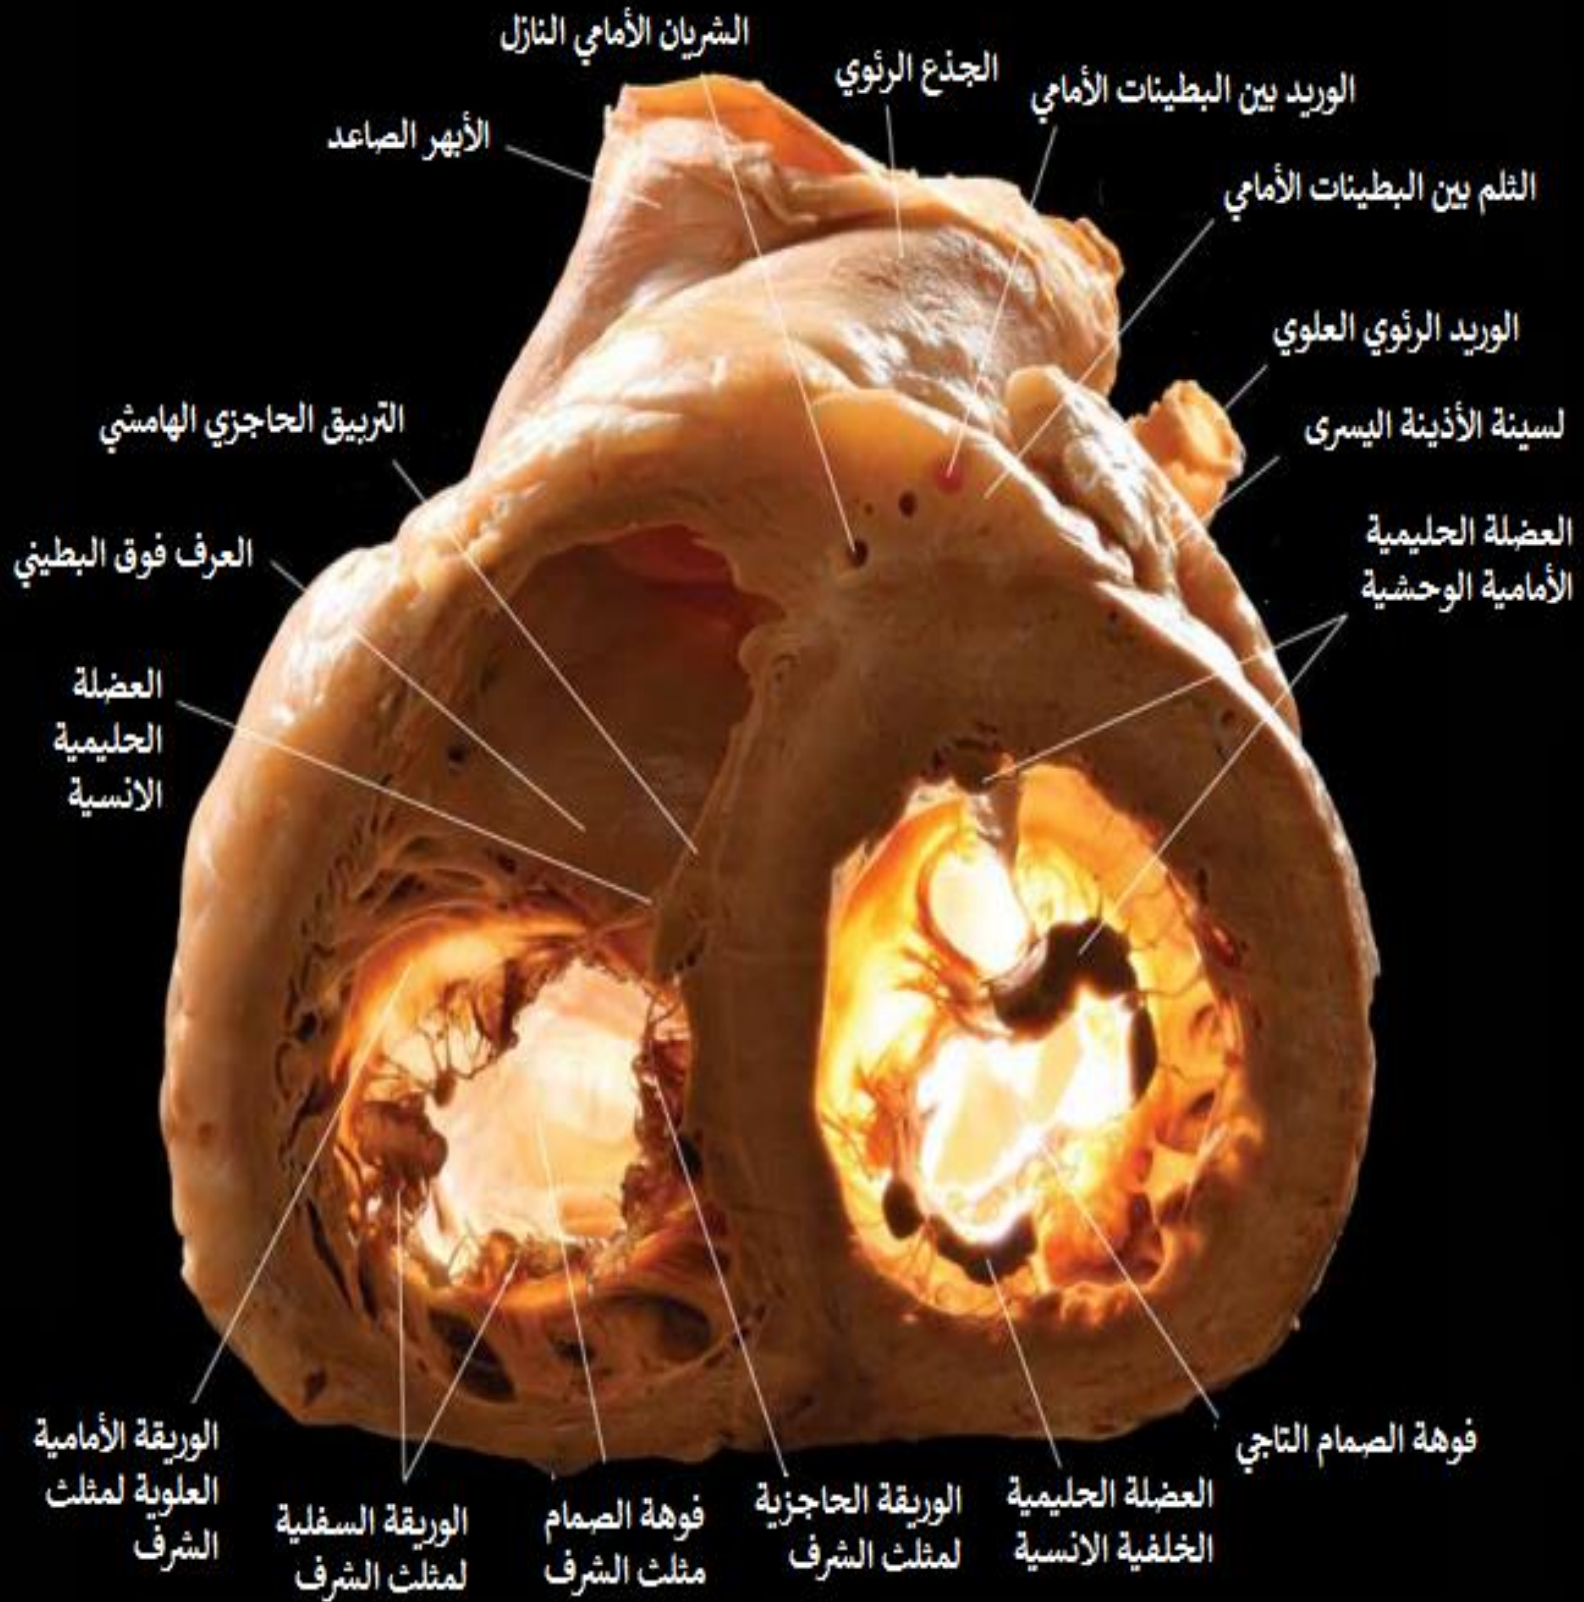 الشريان الأمامي النازل
الجذع الرئوي
الوريد بين البطينات الأمامي
الأبهر الصاعد
الثلم بين البطينات الأمامي
الوريد الرئوي العلوي
التربيق الحاجزي الهامشي
لسينة الأذينة اليسرى
العرف فوق البطيني
العضلة الحليمية
الأمامية الوحشية
العضلة
الحليمية
الانسية
الوريقة الأمامية
العلوية لمثلث
الشرف
الوريقة السفلية
لمثلث الشرف
فوهة الصمام
مثلث الشرف
الوريقة الحاجزية
لمثلث الشرف
العضلة الحليمية
الخلفية الانسية
فوهة الصمام التاجي